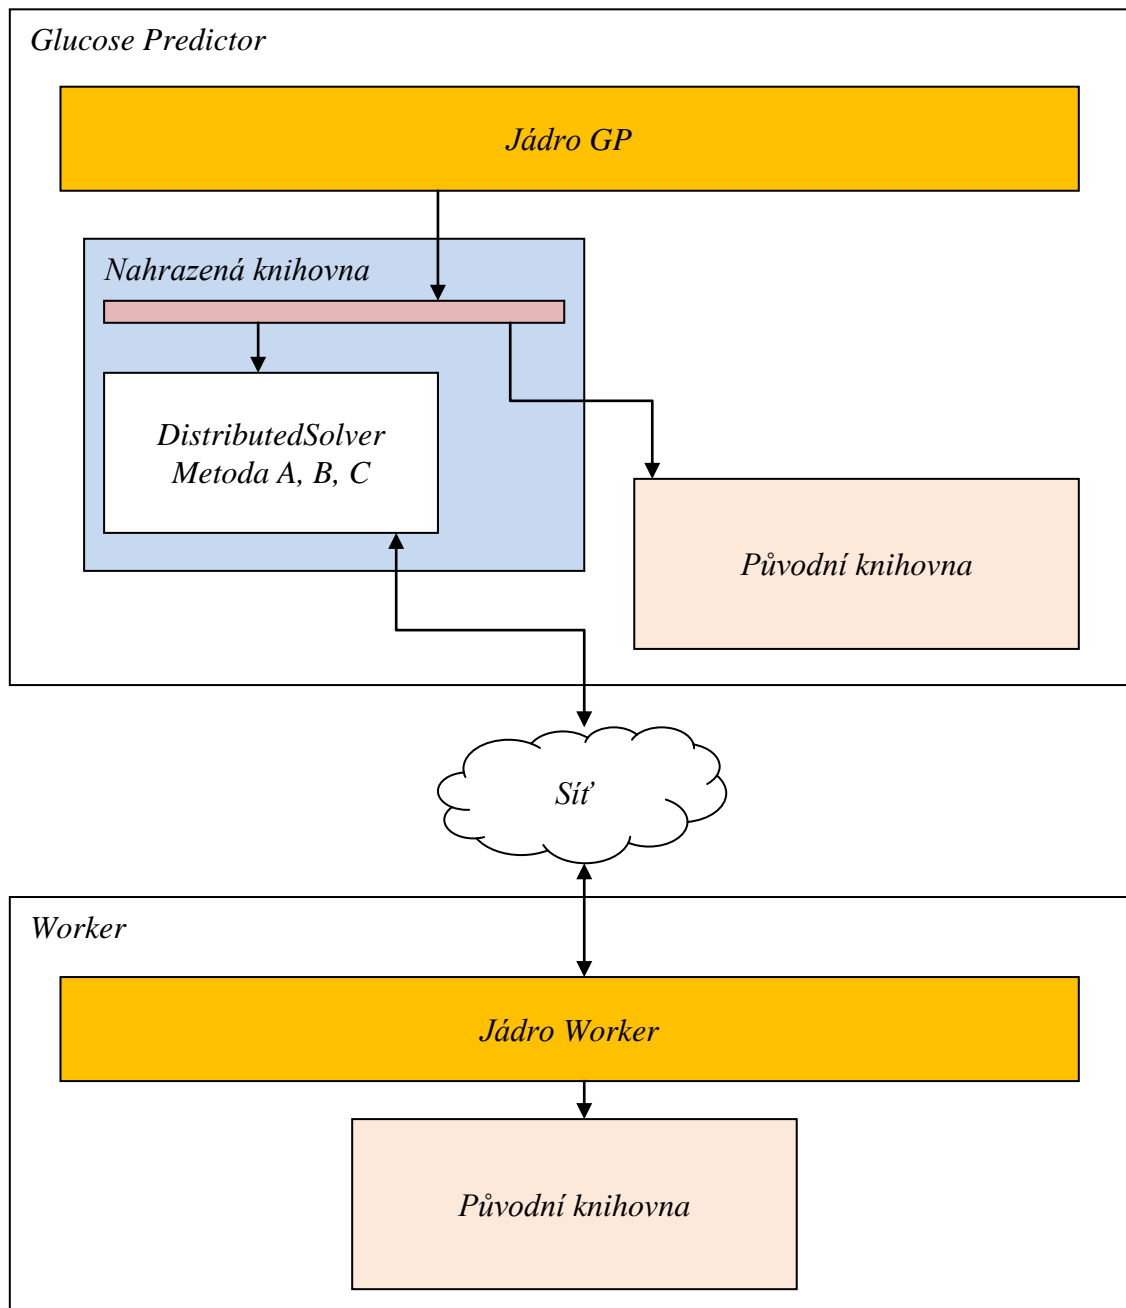 Glucose Predictor
Jádro GP
Nahrazená knihovna
DistributedSolver
Metoda A, B, C
Původní knihovna
Síť
Worker
Jádro Worker
Původní knihovna